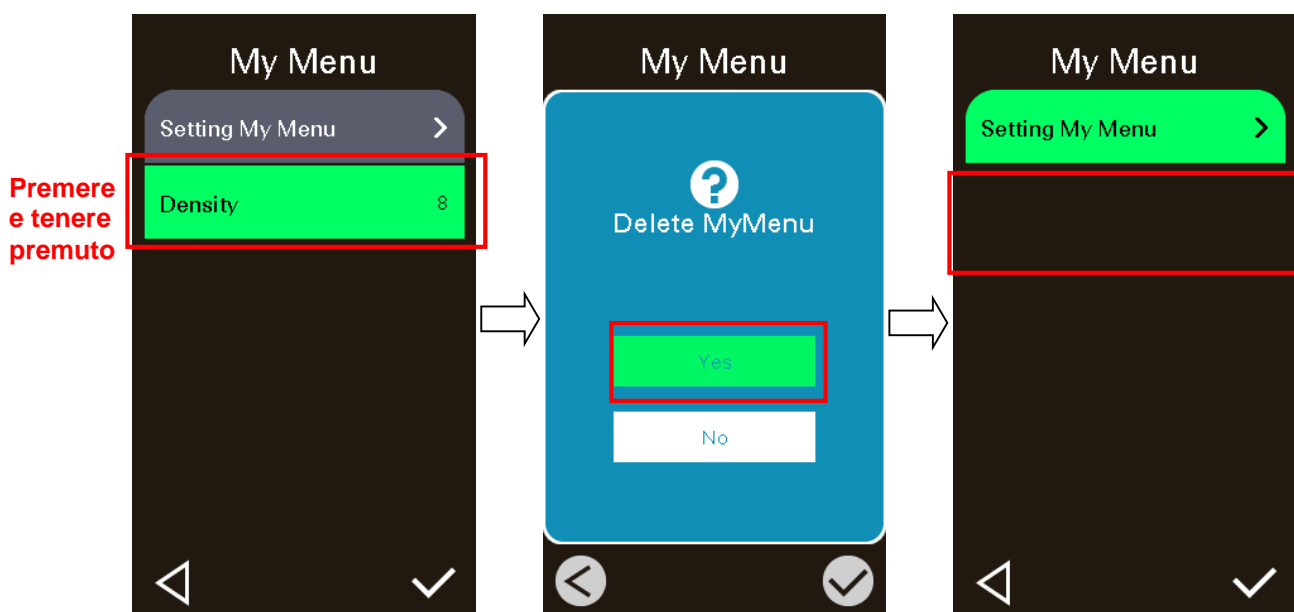 My Menu
Setting My Menu
Premere
e tenere
premuto
Density 8
My Menu
Delete MyMenu
Yes
No
My Menu
Setting My Menu